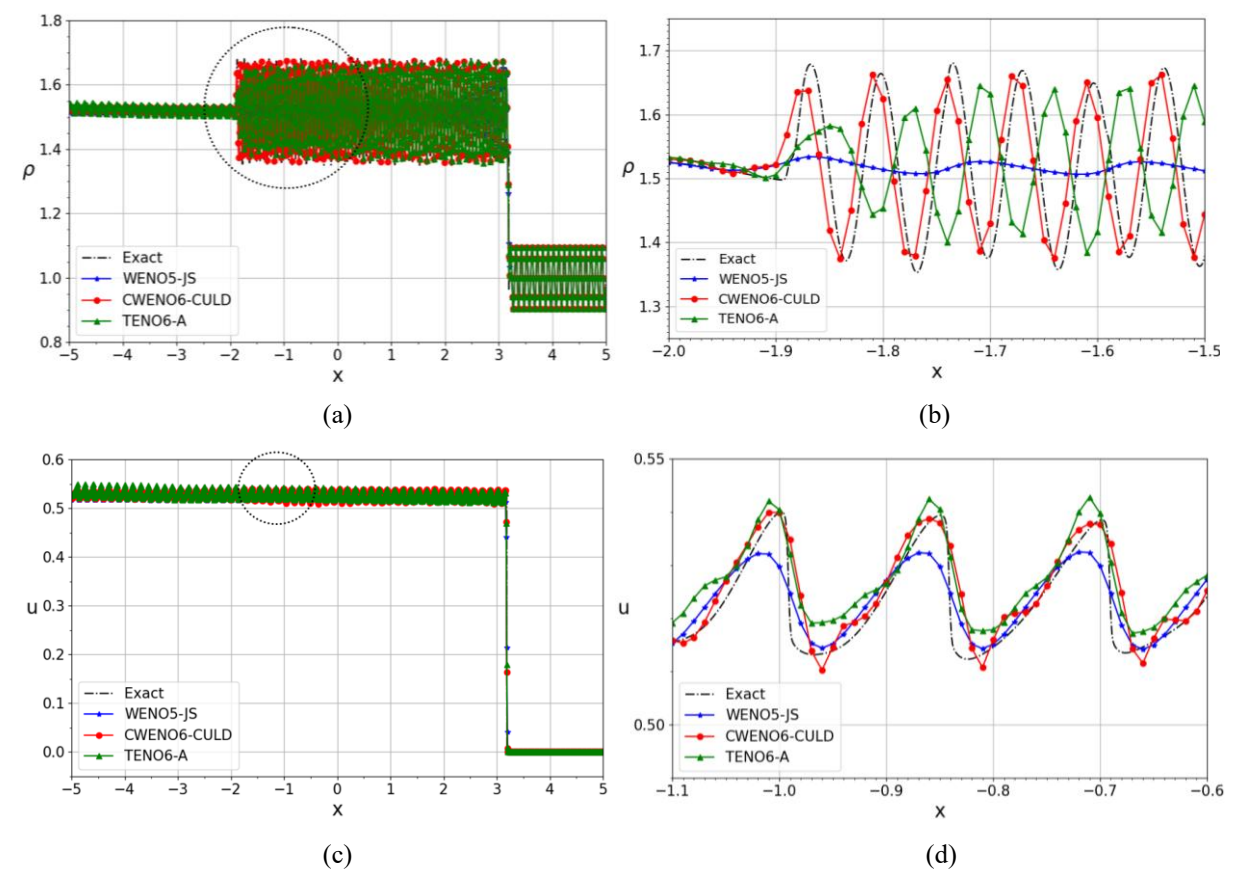 1.8
1.6
1.4
1.2
1.0
0.8
ρ
−5 −4 −3 −2 −1 0 1 2 3 4 5
x
Exact
WENO5-JS
CWENO6-CULD
TENO6-A
(a)
1.7
1.6
1.5
1.4
1.3
ρ
−2.0 −1.9 −1.8 −1.7 −1.6 −1.5
x
Exact
WENO5-JS
CWENO6-CULD
TENO6-A
(b)
0.6
0.5
0.4
0.3
0.2
0.1
0.0
u
−5 −4 −3 −2 −1 0 1 2 3 4 5
x
Exact
WENO5-JS
CWENO6-CULD
TENO6-A
(c)
0.55
0.50
u
−1.1 −1.0 −0.9 −0.8 −0.7 −0.6
x
Exact
WENO5-JS
CWENO6-CULD
TENO6-A
(d)